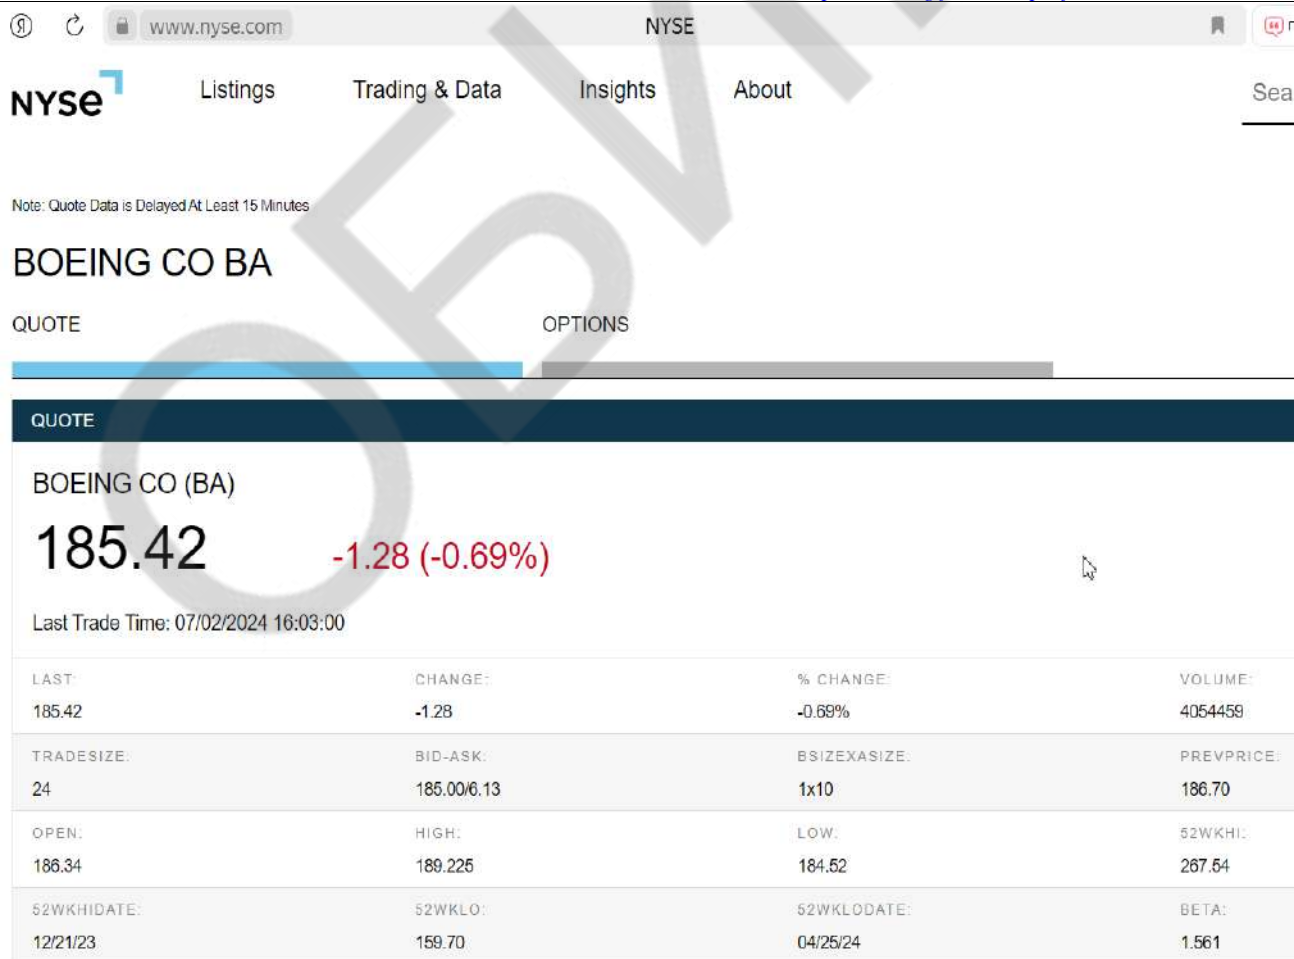 Я www.nyse.com NYSE
NYSE Listings Trading & Data Insights About Sea
Note: Quote Data is Delayed At Least 15 Minutes
BOEING CO BA
QUOTE OPTIONS
QUOTE
BOEING CO (BA)
185.42 -1.28 (-0.69%)
Last Trade Time: 07/02/2024 16:03:00
LAST: CHANGE: % CHANGE: VOLUME:
185.42 -1.28 -0.69% 4054459
TRADESIZE: BID-ASK: BSIZEXASIZE: PREVPRICE:
24 185.00/6.13 1x10 186.70
OPEN: HIGH: LOW: 52WKHI:
186.34 189.225 184.52 267.54
52WKHIDATE: 52WKLO: 52WKLODATE: BETA:
12/21/23 159.70 04/25/24 1.561